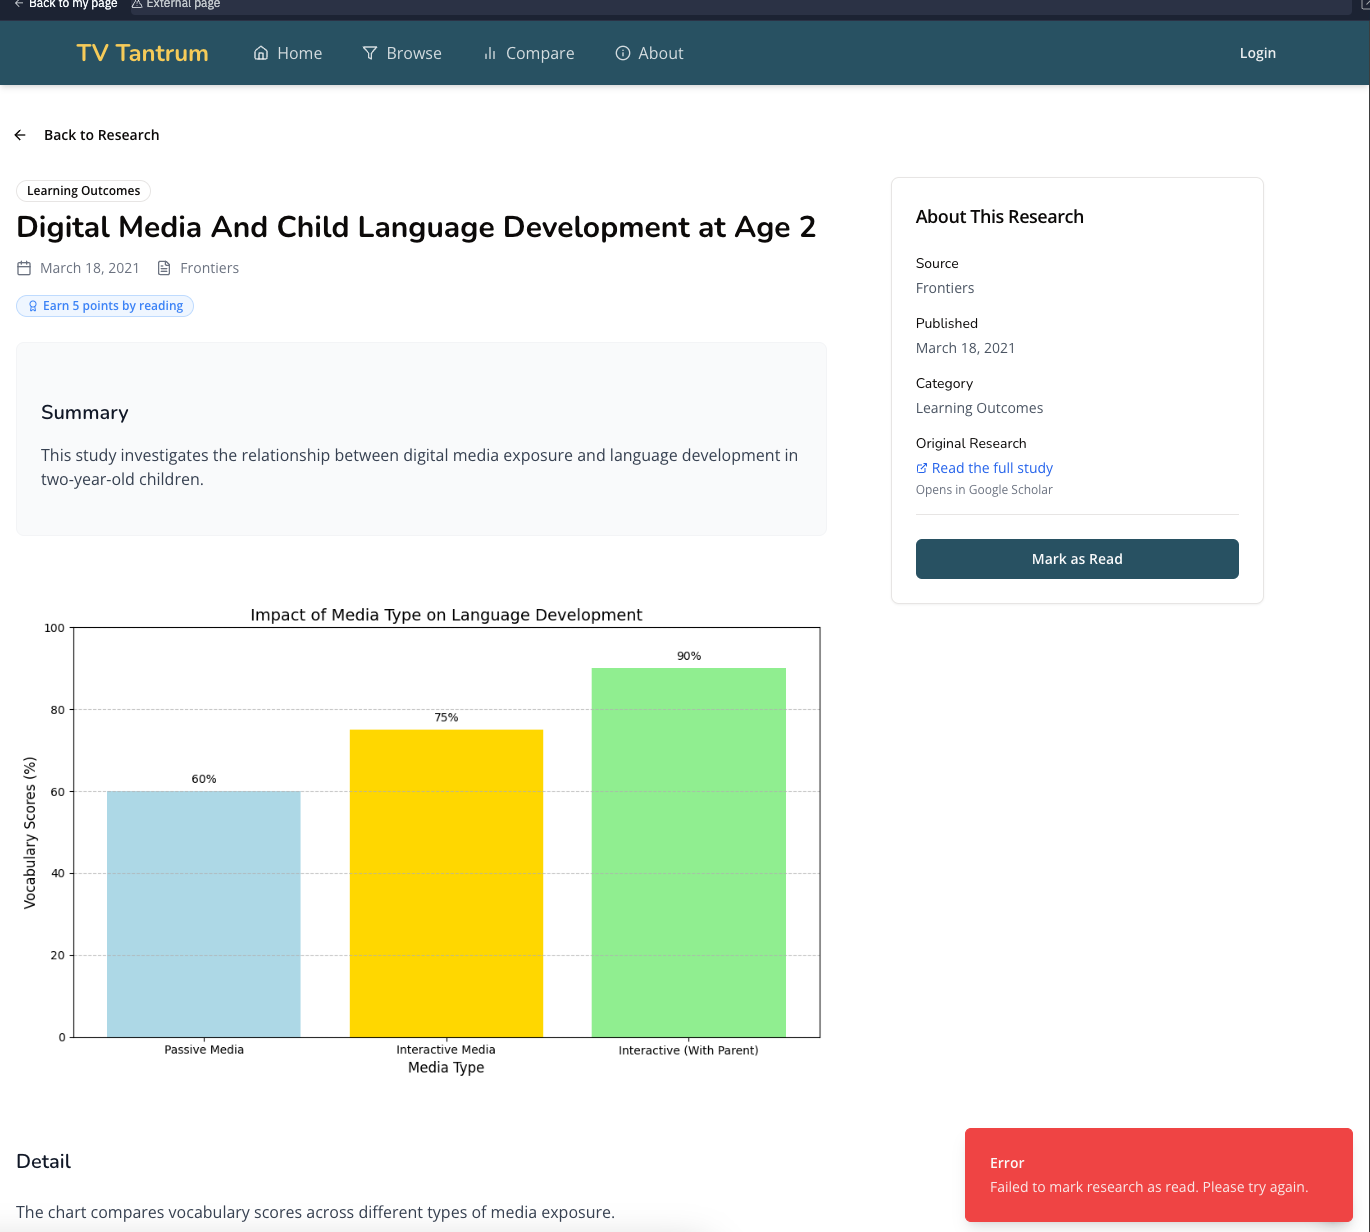 Back to my page
External page
TV Tantrum
Home
Browse
Compare
About
Login
Back to Research
Learning Outcomes
Digital Media And Child Language Development at Age 2
March 18, 2021
Frontiers
Earn 5 points by reading
Summary
This study investigates the relationship between digital media exposure and language development in
two-year-old children.
About This Research
Source
Frontiers
Published
March 18, 2021
Category
Learning Outcomes
Original Research
Read the full study
Opens in Google Scholar
Mark as Read
Impact of Media Type on Language Development
Vocabulary Scores (%)
100
80
60
40
20
0
60%
75%
90%
Passive Media
Interactive Media
Interactive (With Parent)
Media Type
Detail
The chart compares vocabulary scores across different types of media exposure.
Error
Failed to mark research as read. Please try again.